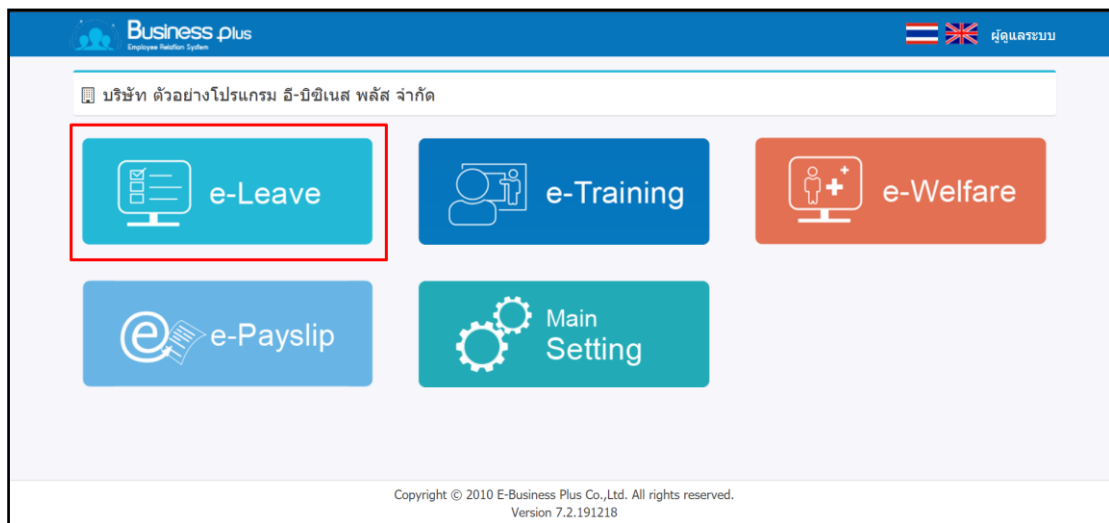 Business Plus
Employee Relation System
ผู้ดูแลระบบ
บริษัท ตัวอย่างโปรแกรม อี-บิซิเนส พลัส จำกัด
e-Leave
e-Training
e-Welfare
e-Payslip
Main
Setting
Copyright © 2010 E-Business Plus Co.,Ltd. All rights reserved.
Version 7.2.191218